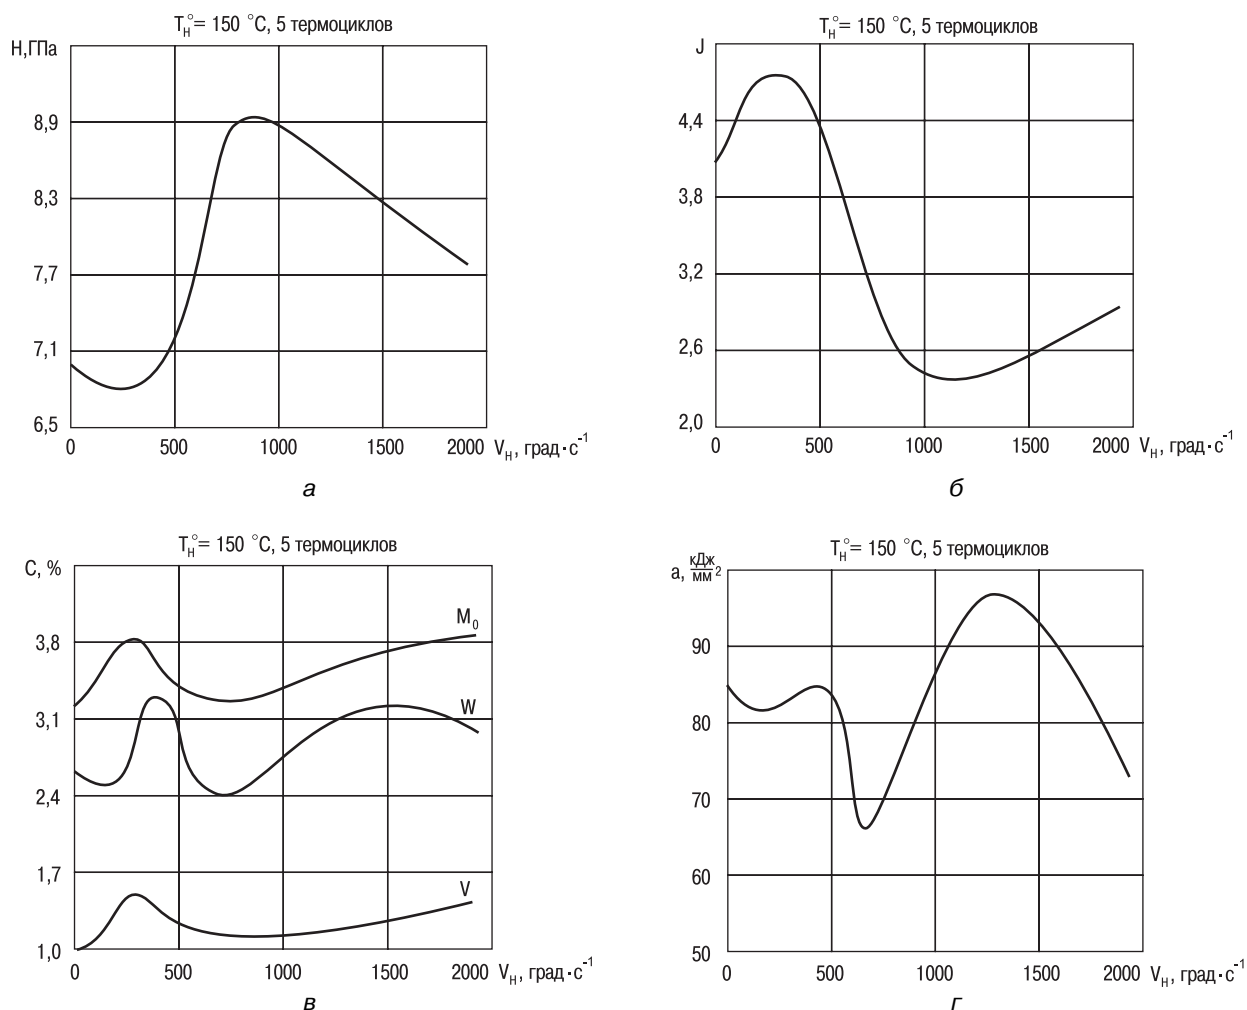 T°н= 150 °C, 5 термоциклов
Н,ГПа
8,9
8,3
7,7
7,1
6,5
0 500 1000 1500 2000 Vн, град·с⁻¹
а
T°н= 150 °C, 5 термоциклов
J
4,4
3,8
3,2
2,6
2,0
0 500 1000 1500 2000 Vн, град·с⁻¹
б
T°н= 150 °C, 5 термоциклов
С, %
M₀
3,8
W
3,1
2,4
1,7
V
1,0
0 500 1000 1500 2000 Vн, град·с⁻¹
в
T°н= 150 °C, 5 термоциклов
а, кДж/мм²
90
80
70
60
50
0 500 1000 1500 2000 Vн, град·с⁻¹
г